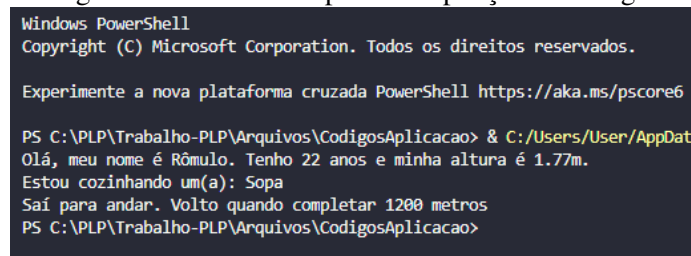 Windows PowerShell
Copyright (C) Microsoft Corporation. Todos os direitos reservados.
Experimente a nova plataforma cruzada PowerShell https://aka.ms/pscore6
PS C:\PLP\Trabalho-PLP\Arquivos\CodigosAplicacao> & C:/Users/User/AppDat
Olá, meu nome é Rômulo. Tenho 22 anos e minha altura é 1.77m.
Estou cozinhando um(a): Sopa
Saí para andar. Volto quando completar 1200 metros
PS C:\PLP\Trabalho-PLP\Arquivos\CodigosAplicacao>